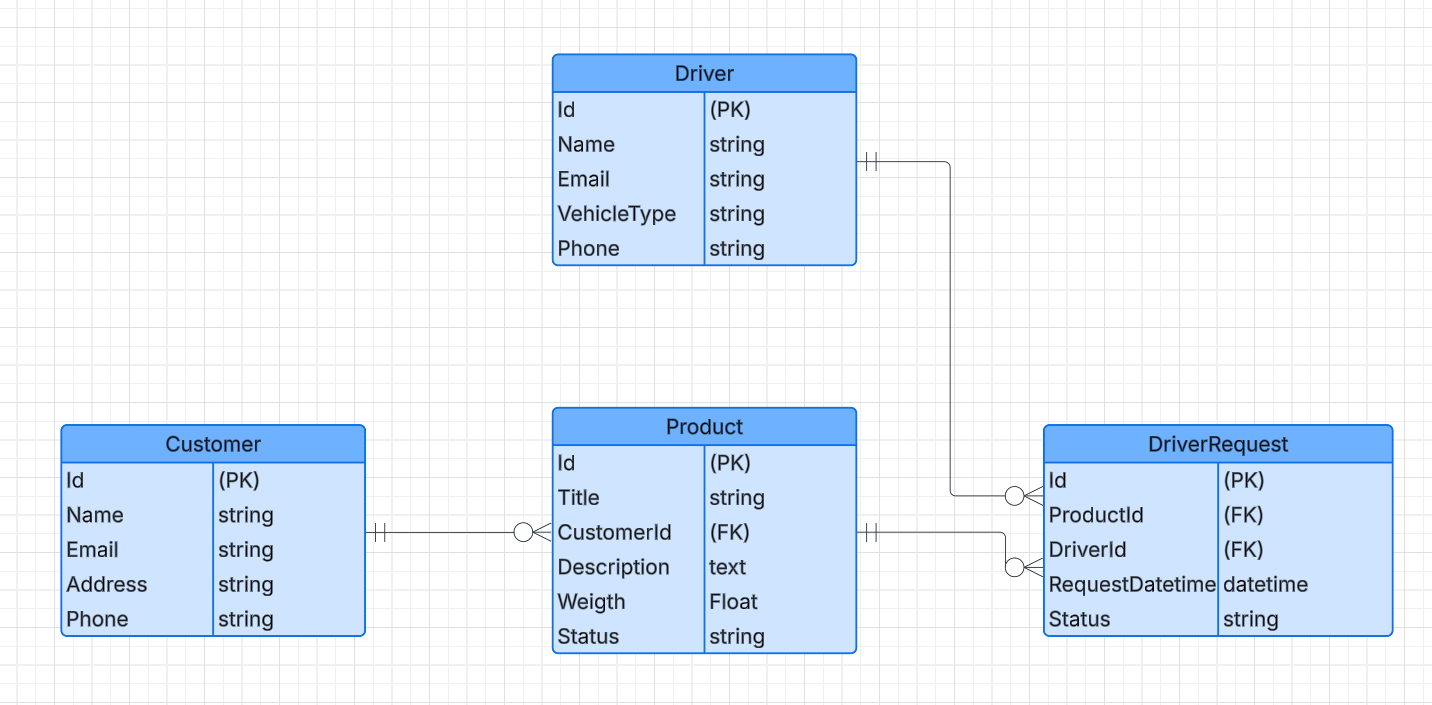 Driver
Id (PK)
Name string
Email string
VehicleType string
Phone string
Customer
Id (PK)
Name string
Email string
Address string
Phone string
Product
Id (PK)
Title string
CustomerId (FK)
Description text
Weigth Float
Status string
DriverRequest
Id (PK)
ProductId (FK)
DriverId (FK)
RequestDatetime datetime
Status string